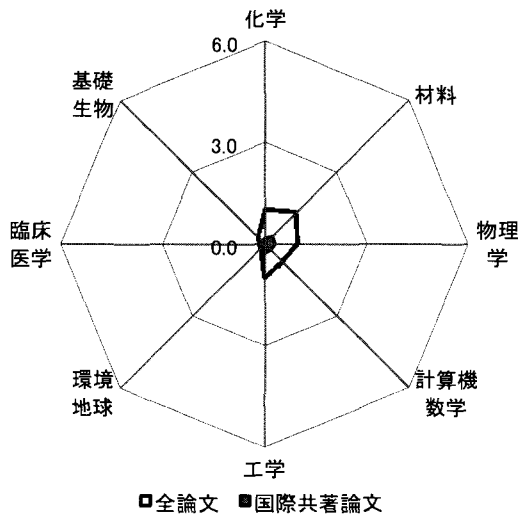 化学
6.0
基礎
生物
材料
3.0
臨床
医学
0.0
物理
学
環境
地球
計算機
数学
工学
全論文 国際共著論文